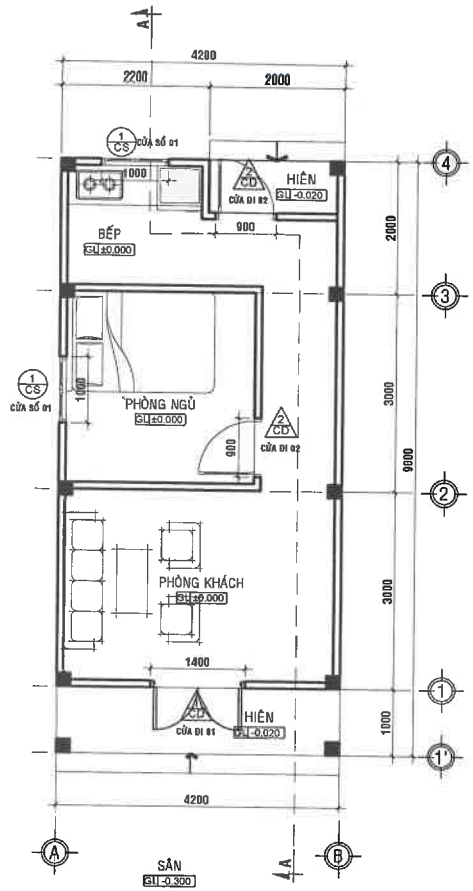 A
4200
2200
2000
1
CS
CỬA SỔ 01
1000
2
CD
CỬA ĐI 02
HIÊN
GL -0.020
4
BẾP
GL ±0.000
900
2000
3
1
CS
CỬA SỔ 01
1000
PHÒNG NGỦ
GL ±0.000
900
2
CD
CỬA ĐI 02
3000
9000
2
PHÒNG KHÁCH
GL ±0.000
3000
1400
1
1
CD
CỬA ĐI 01
HIÊN
GL -0.020
1000
1'
4200
A
B
SÂN
GL -0.300
A